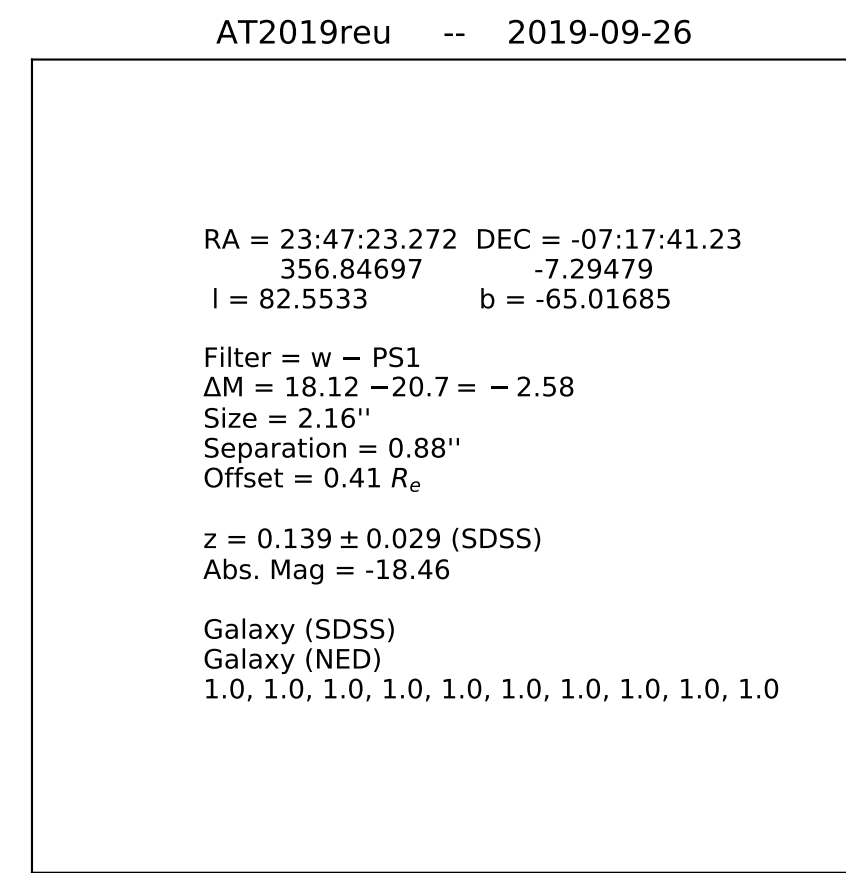 AT2019reu -- 2019-09-26
RA = 23:47:23.272 DEC = -07:17:41.23
356.84697 -7.29479
l = 82.5533 b = -65.01685
Filter = w − PS1
ΔM = 18.12 −20.7 = − 2.58
Size = 2.16''
Separation = 0.88''
Offset = 0.41 Re
z = 0.139 ± 0.029 (SDSS)
Abs. Mag = -18.46
Galaxy (SDSS)
Galaxy (NED)
1.0, 1.0, 1.0, 1.0, 1.0, 1.0, 1.0, 1.0, 1.0, 1.0